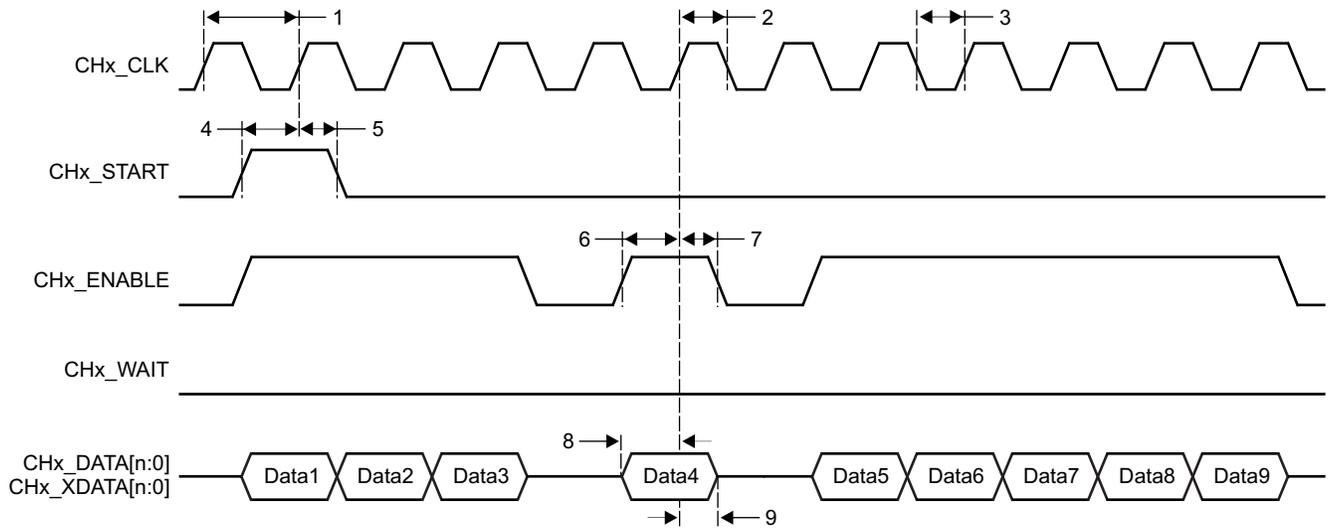 1
2
3
CHx_CLK
4
5
CHx_START
6
7
CHx_ENABLE
CHx_WAIT
8
CHx_DATA[n:0]
CHx_XDATA[n:0]
Data1 Data2 Data3 Data4 Data5 Data6 Data7 Data8 Data9
9